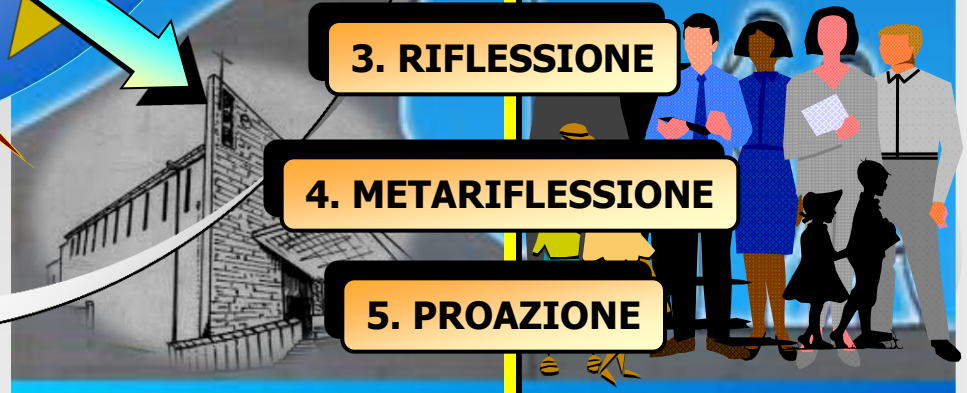 3. RIFLESSIONE
4. METARIFLESSIONE
5. PROAZIONE